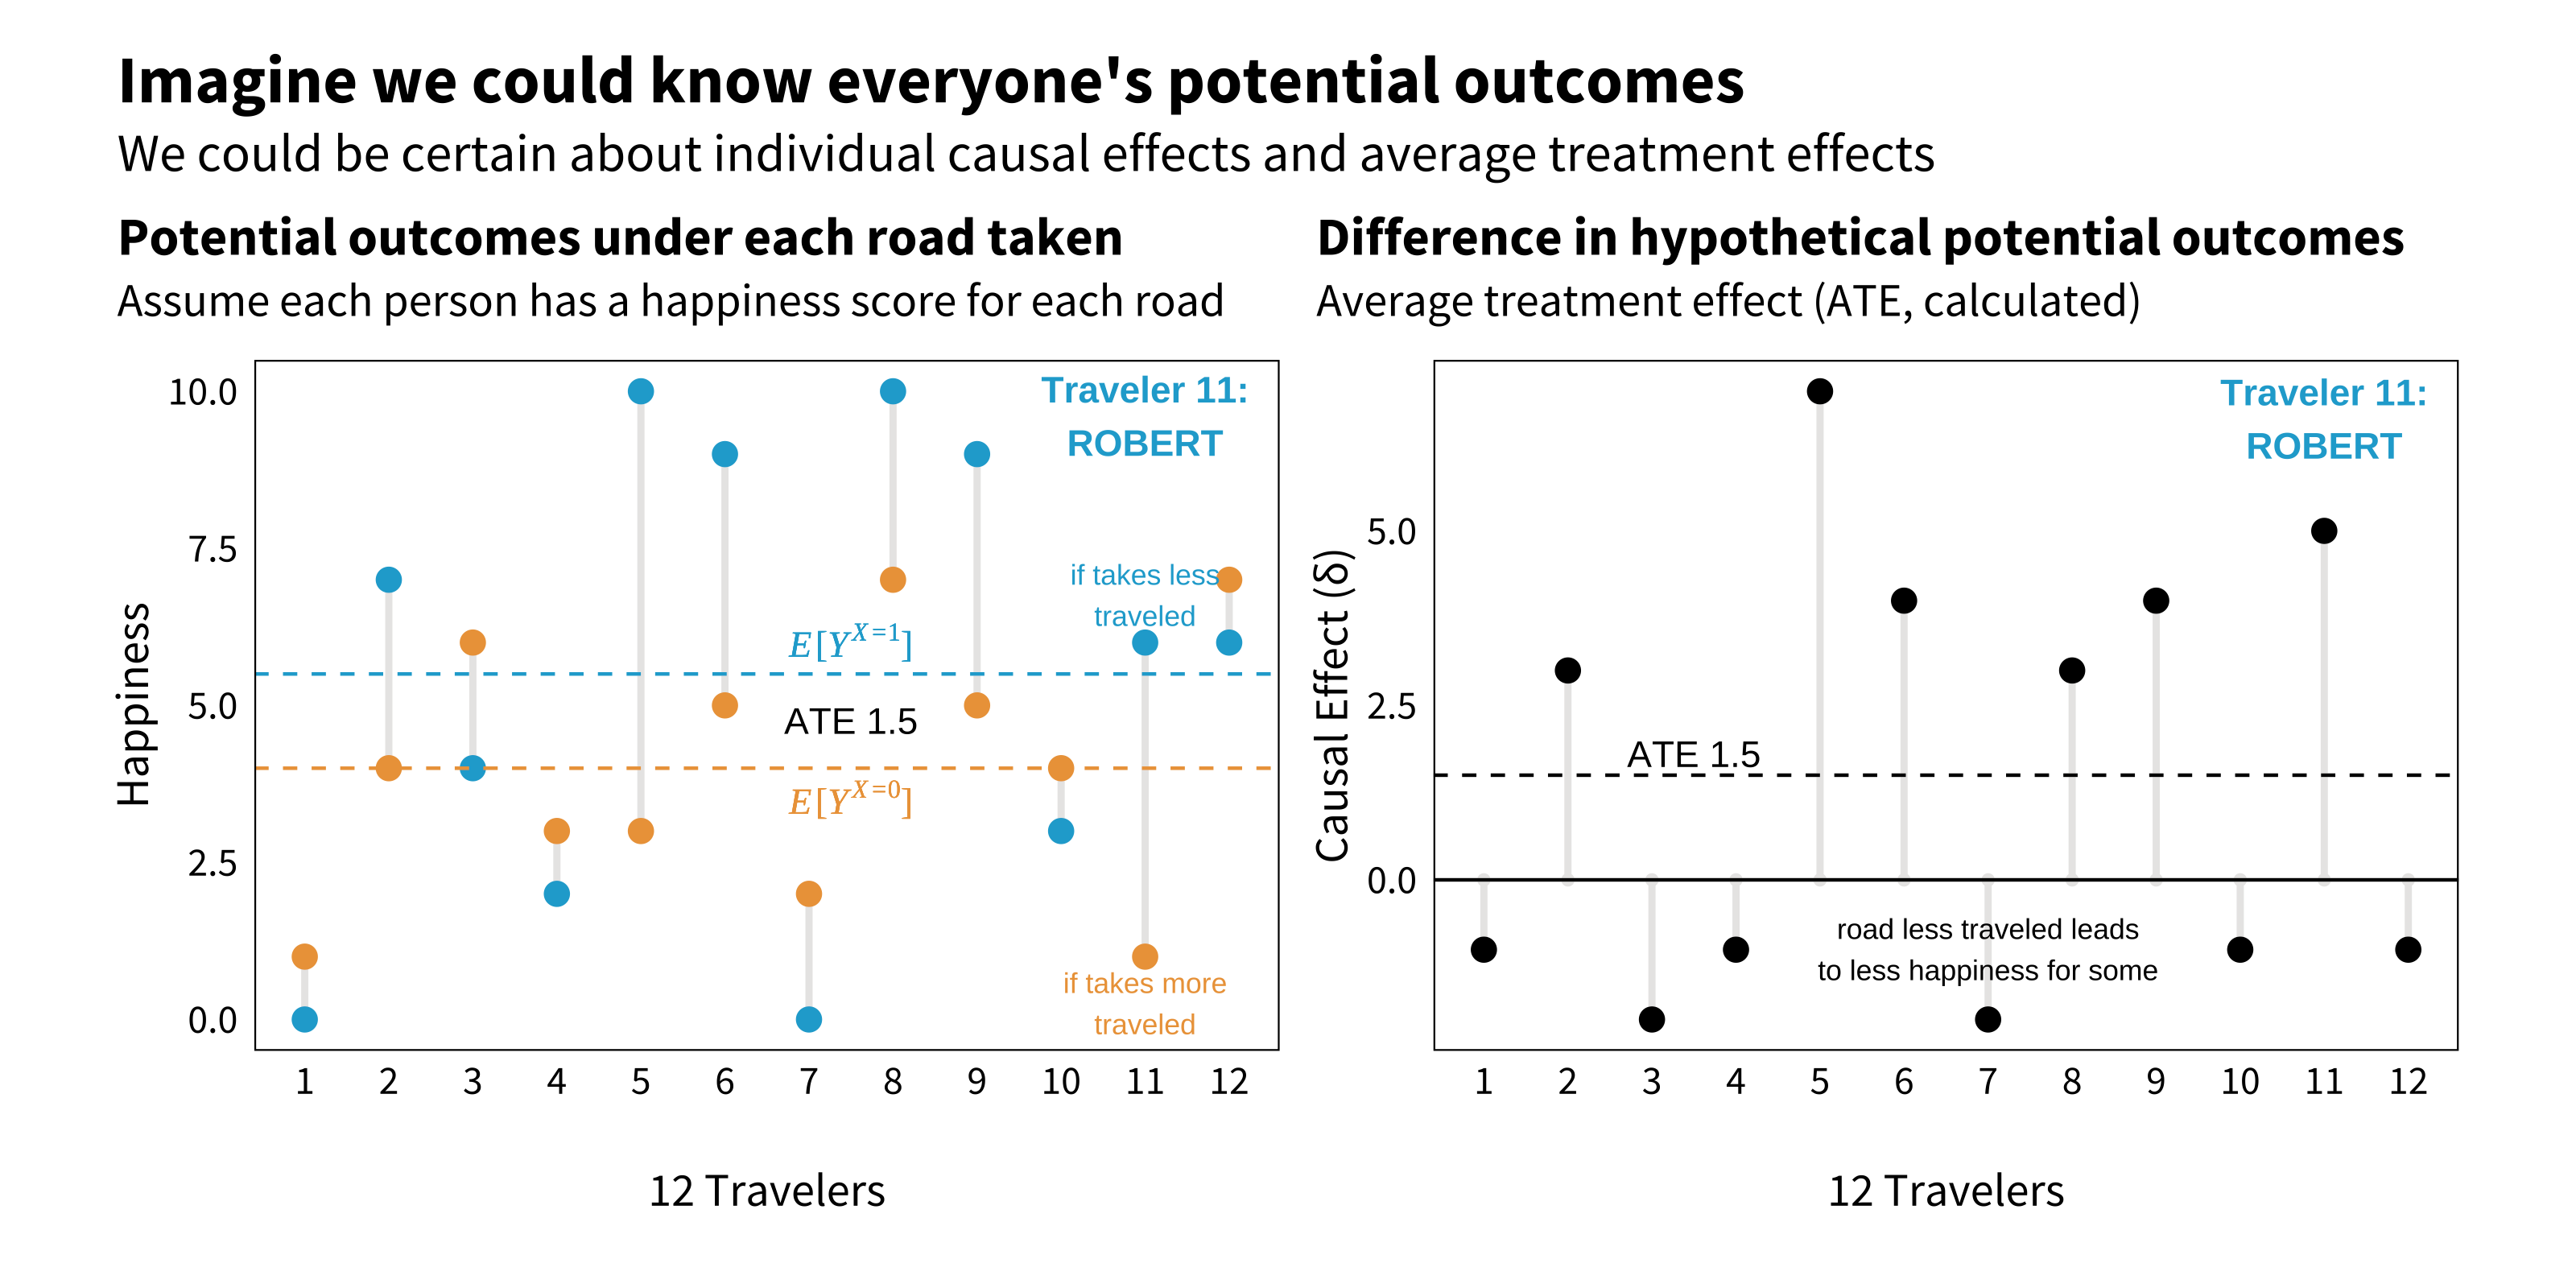 Imagine we could know everyone's potential outcomes
We could be certain about individual causal effects and average treatment effects
Potential outcomes under each road taken
Assume each person has a happiness score for each road
Happiness
10.0
7.5
5.0
2.5
0.0
Traveler 11:
ROBERT
if takes less
traveled
E[Y^{X=1}]
ATE 1.5
E[Y^{X=0}]
if takes more
traveled
1 2 3 4 5 6 7 8 9 10 11 12
12 Travelers
Difference in hypothetical potential outcomes
Average treatment effect (ATE, calculated)
Causal Effect (δ)
5.0
2.5
0.0
Traveler 11:
ROBERT
ATE 1.5
road less traveled leads
to less happiness for some
1 2 3 4 5 6 7 8 9 10 11 12
12 Travelers